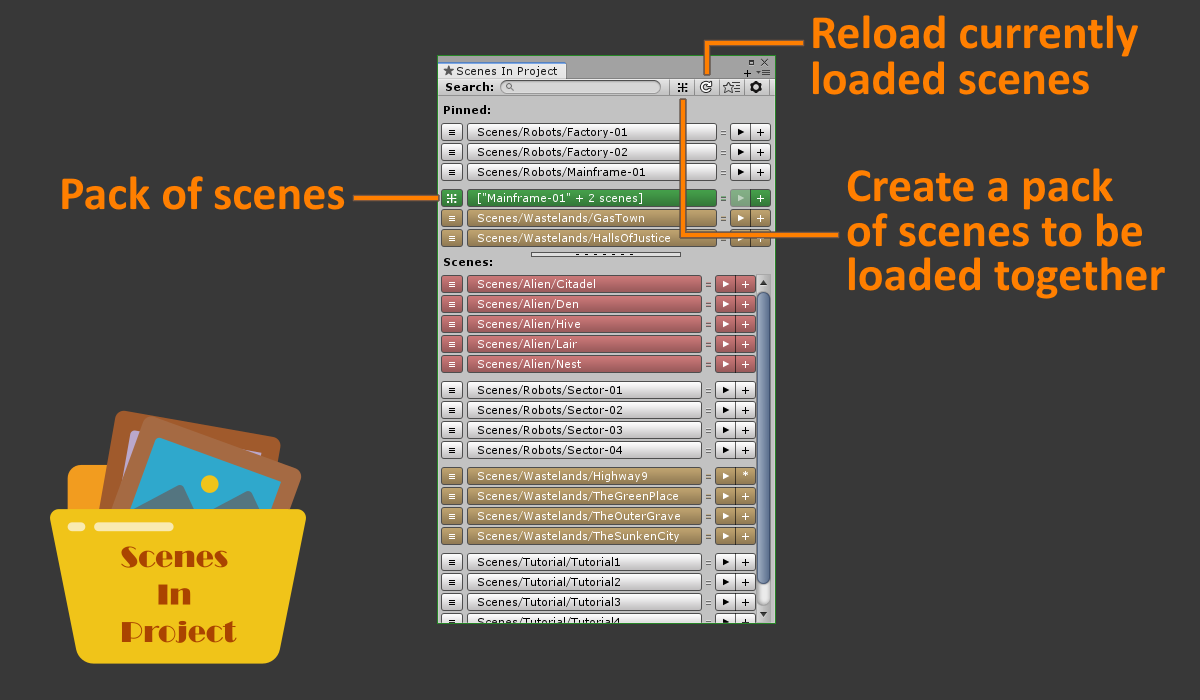 Reload currently
loaded scenes
Scenes In Project
Search:
Pinned:
Scenes/Robots/Factory-01
Scenes/Robots/Factory-02
Scenes/Robots/Mainframe-01
Pack of scenes
["Mainframe-01" + 2 scenes]
Scenes/Wastelands/GasTown
Scenes/Wastelands/HallsOfJustice
Create a pack
of scenes to be
loaded together
Scenes:
Scenes/Alien/Citadel
Scenes/Alien/Den
Scenes/Alien/Hive
Scenes/Alien/Lair
Scenes/Alien/Nest
Scenes/Robots/Sector-01
Scenes/Robots/Sector-02
Scenes/Robots/Sector-03
Scenes/Robots/Sector-04
Scenes/Wastelands/Highway9
Scenes/Wastelands/TheGreenPlace
Scenes/Wastelands/TheOuterGrave
Scenes/Wastelands/TheSunkenCity
Scenes/Tutorial/Tutorial1
Scenes/Tutorial/Tutorial2
Scenes/Tutorial/Tutorial3
Scenes/Tutorial/Tutorial4
Scenes
In
Project